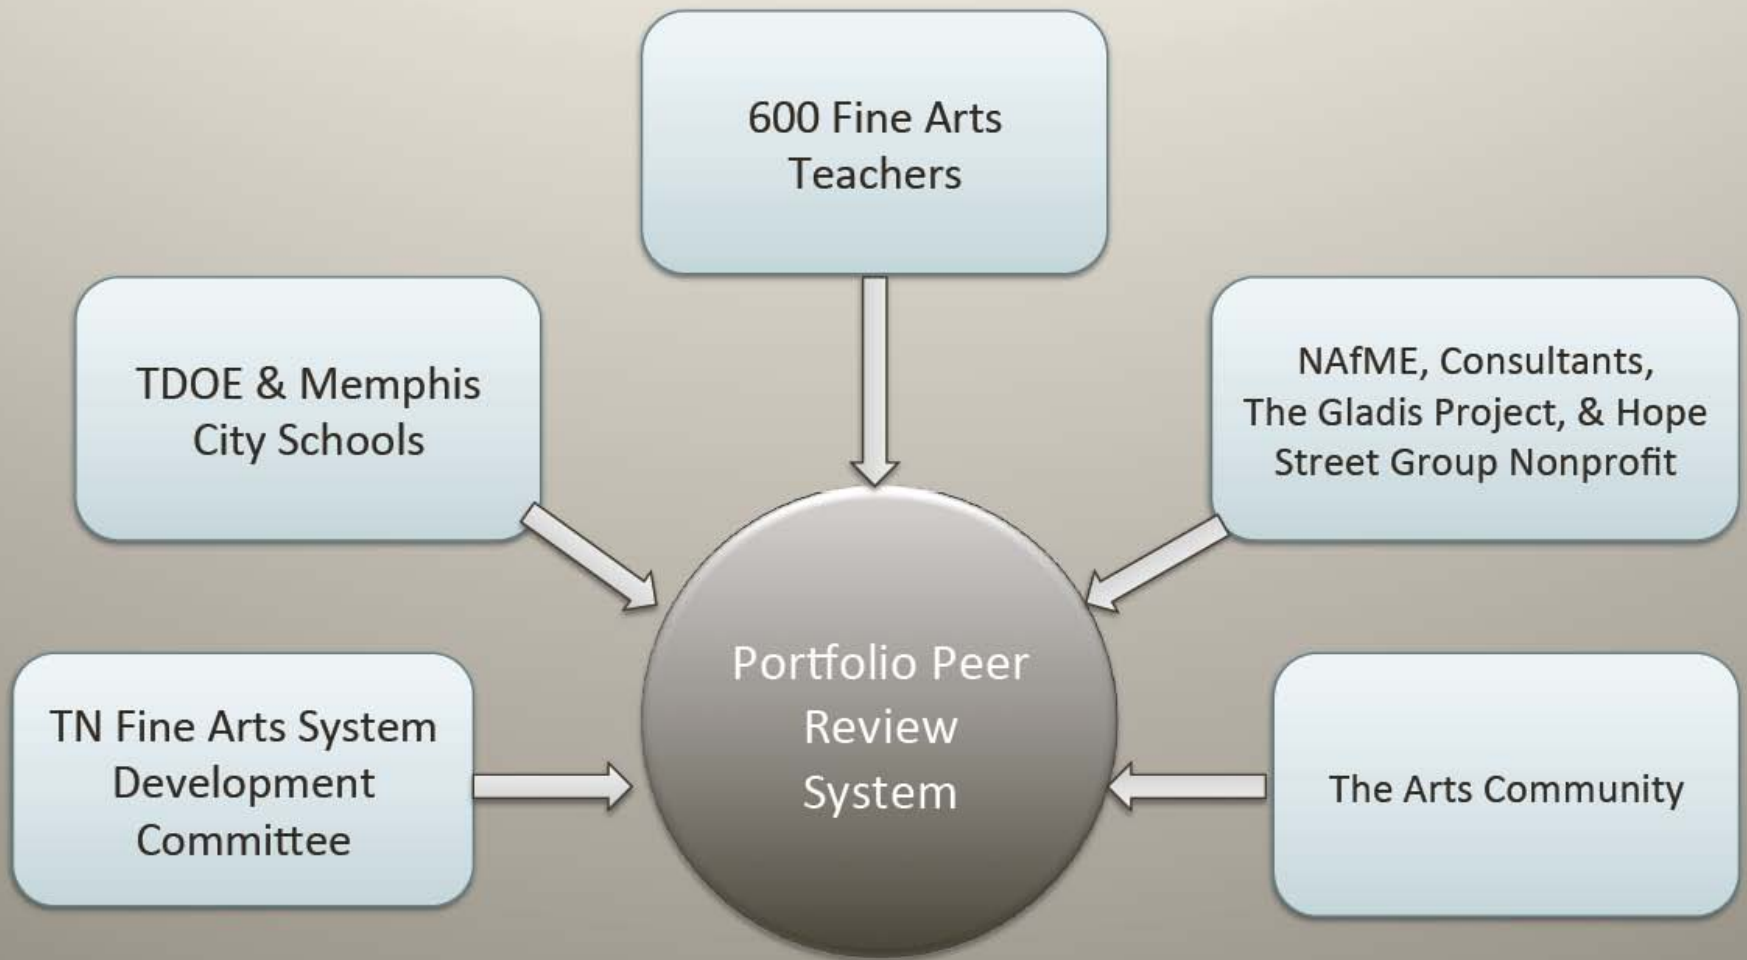 600 Fine Arts
Teachers
TDOE & Memphis
City Schools
NAfME, Consultants,
The Gladis Project, & Hope
Street Group Nonprofit
TN Fine Arts System
Development
Committee
Portfolio Peer
Review
System
The Arts Community